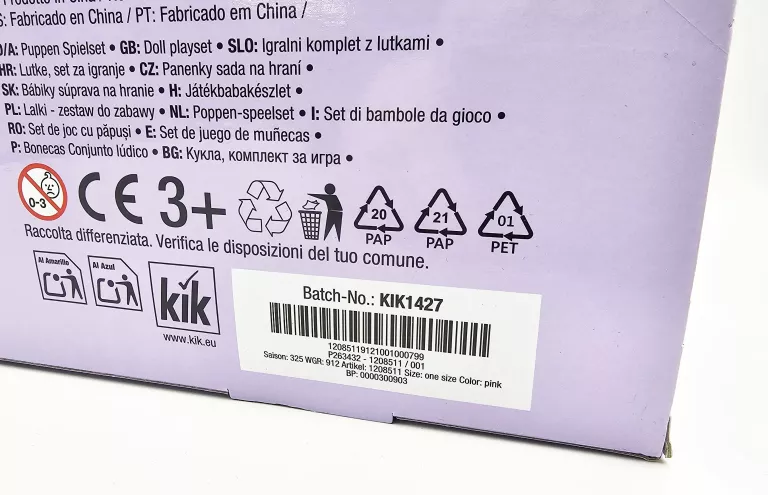 S: Fabricado en China / PT: Fabricado em China /
D/A: Puppen Spielset • GB: Doll playset • SLO: Igralni komplet z lutkami •
HR: Lutke, set za igranje • CZ: Panenky sada na hraní •
SK: Bábiky súprava na hranie • H: Játékbabakészlet •
PL: Lalki - zestaw do zabawy • NL: Poppen-speelset • I: Set di bambole da gioco •
RO: Set de joc cu păpuși • E: Set de juego de muñecas •
P: Bonecas Conjunto lúdico • BG: Кукла, комплект за игра •
0-3 CE 3+ 20 21 01
PAP PAP PET
Raccolta differenziata. Verifica le disposizioni del tuo comune.
Al Amarillo Al Azul
kik
www.kik.eu
Batch-No.: KIK1427
12085119121001000799
P263432 - 1208511 / 001
Saison: 325 WGR: 912 Artikel: 1208511 Size: one size Color: pink
BP: 0000300903